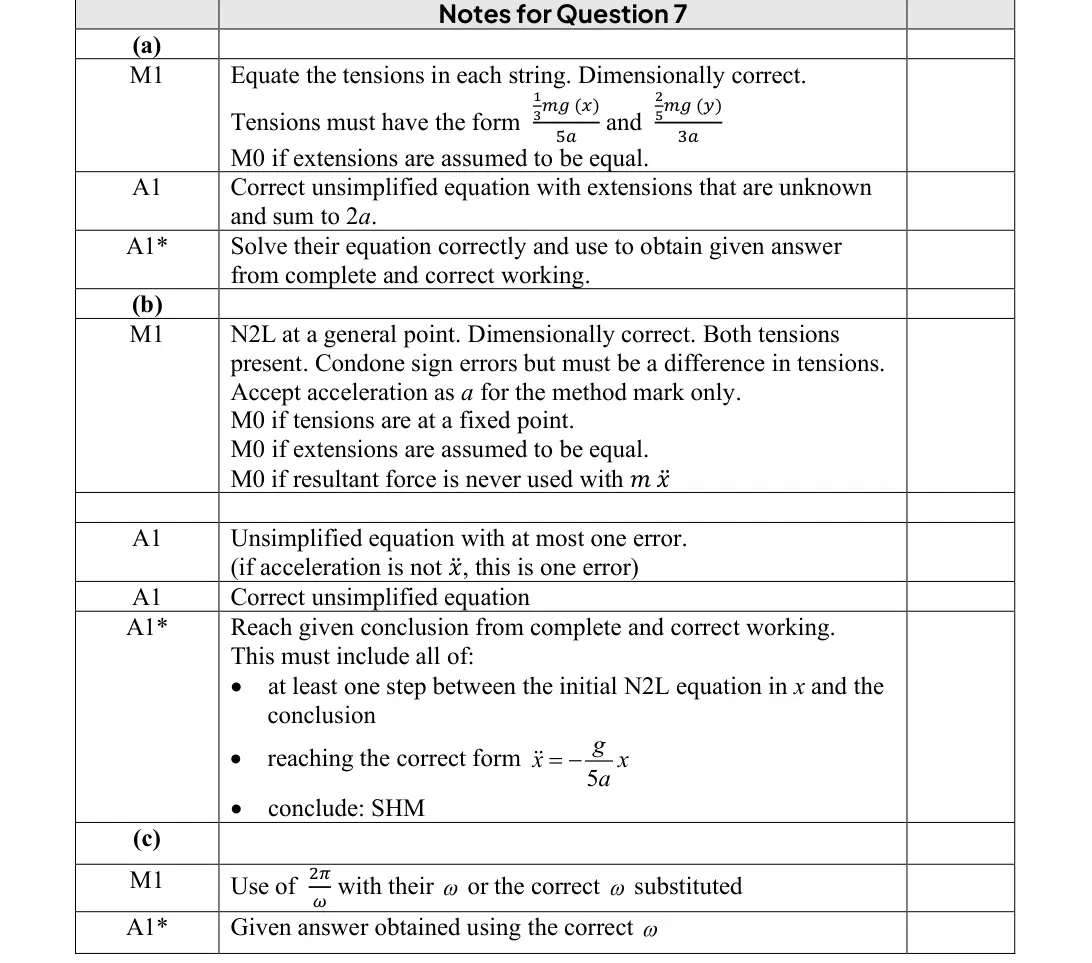 Notes for Question 7
(a)
M1 Equate the tensions in each string. Dimensionally correct.
Tensions must have the form \frac{\frac{1}{3}mg(x)}{5a} and \frac{\frac{2}{5}mg(y)}{3a}
M0 if extensions are assumed to be equal.
A1 Correct unsimplified equation with extensions that are unknown
and sum to 2a.
A1* Solve their equation correctly and use to obtain given answer
from complete and correct working.
(b)
M1 N2L at a general point. Dimensionally correct. Both tensions
present. Condone sign errors but must be a difference in tensions.
Accept acceleration as a for the method mark only.
M0 if tensions are at a fixed point.
M0 if extensions are assumed to be equal.
M0 if resultant force is never used with m ẍ
A1 Unsimplified equation with at most one error.
(if acceleration is not ẍ, this is one error)
A1 Correct unsimplified equation
A1* Reach given conclusion from complete and correct working.
This must include all of:
• at least one step between the initial N2L equation in x and the
conclusion
• reaching the correct form ẍ = −\frac{g}{5a}x
• conclude: SHM
(c)
M1 Use of \frac{2π}{ω} with their ω or the correct ω substituted
A1* Given answer obtained using the correct ω